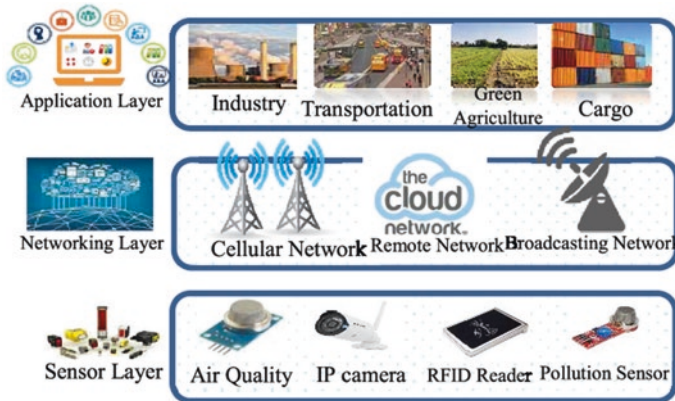 Application Layer
Industry
Transportation
Green
Agriculture
Cargo
Networking Layer
the
cloud
network
Cellular Network
Remote Network
Broadcasting Network
Sensor Layer
Air Quality
IP camera
RFID Reader
Pollution Sensor